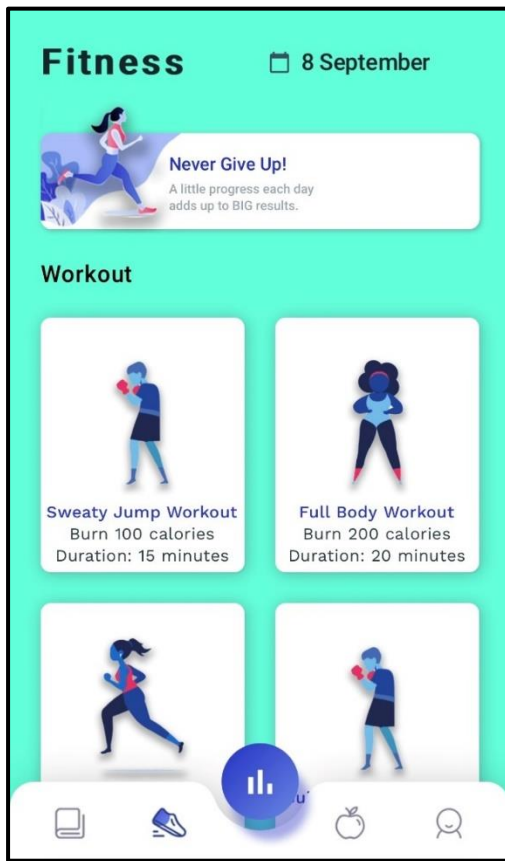 Fitness
8 September
Never Give Up!
A little progress each day
adds up to BIG results.
Workout
Sweaty Jump Workout
Burn 100 calories
Duration: 15 minutes
Full Body Workout
Burn 200 calories
Duration: 20 minutes